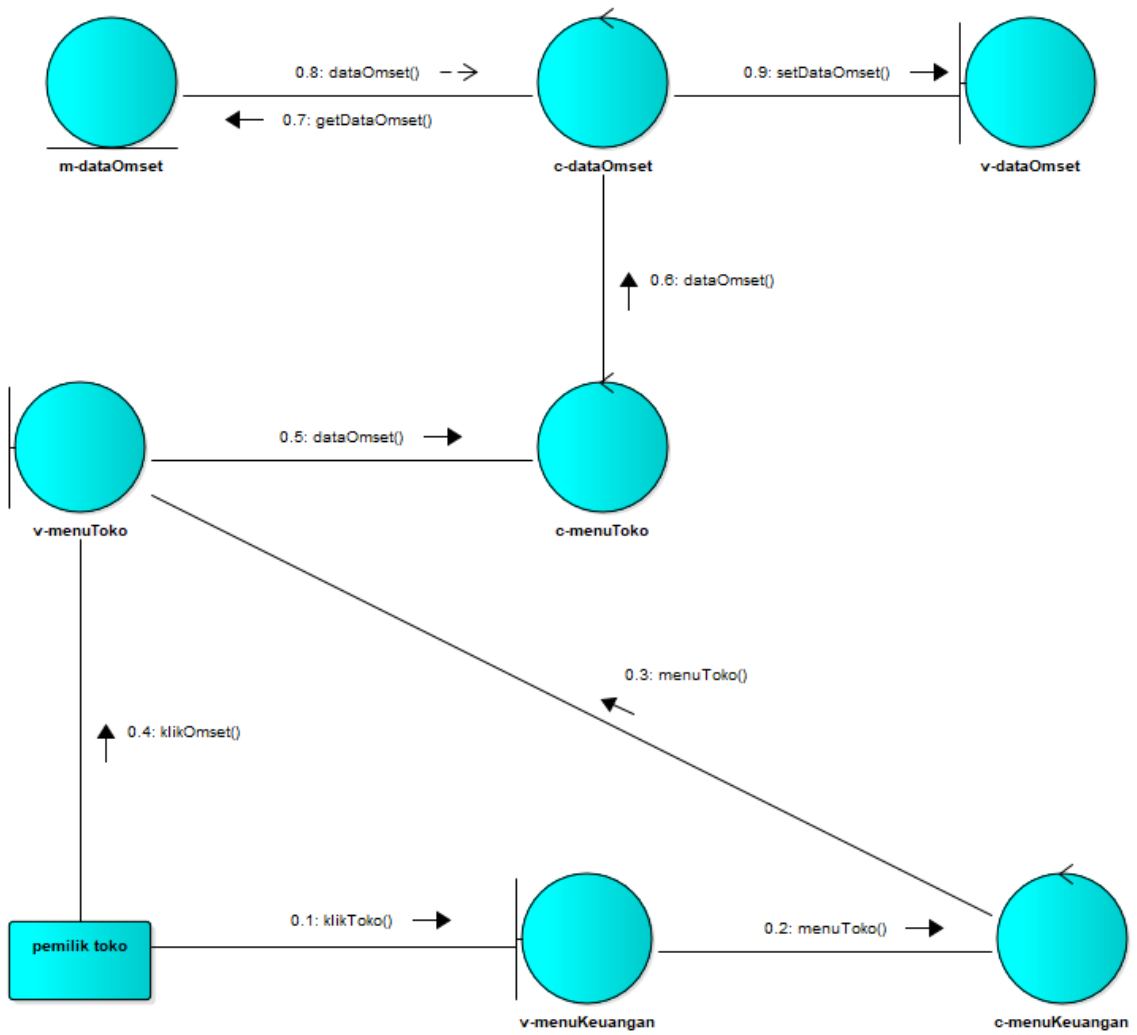 0.8: dataOmset()
0.9: setDataOmset()
0.7: getDataOmset()
m-dataOmset
c-dataOmset
v-dataOmset
0.6: dataOmset()
0.5: dataOmset()
v-menuToko
c-menuToko
0.3: menuToko()
0.4: klikOmset()
0.1: klikToko()
0.2: menuToko()
pemilik toko
v-menuKeuangan
c-menuKeuangan